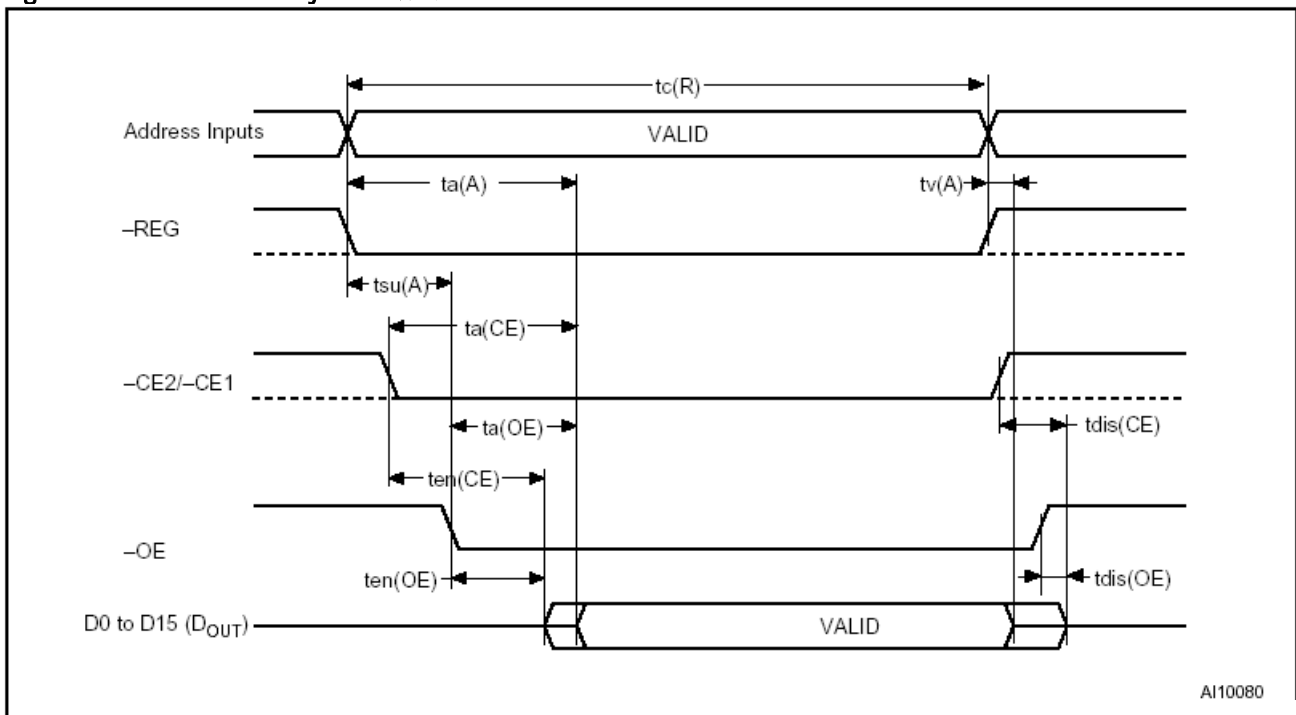 tc(R)
Address Inputs
VALID
ta(A)
tv(A)
–REG
tsu(A)
ta(CE)
–CE2/–CE1
ta(OE)
tdis(CE)
ten(CE)
–OE
ten(OE)
tdis(OE)
D0 to D15 (DOUT)
VALID
AI10080